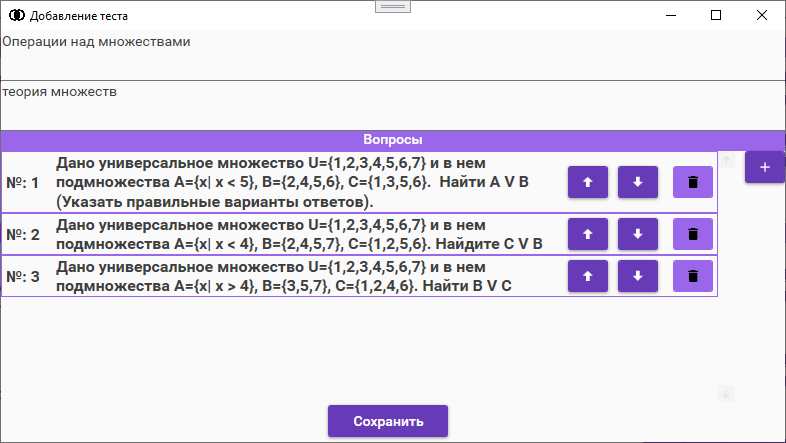 Добавление теста
Операции над множествами
теория множеств
Вопросы
Дано универсальное множество U={1,2,3,4,5,6,7} и в нем
№: 1 подмножества A={x| x < 5}, B={2,4,5,6}, C={1,3,5,6}.  Найти A V B
(Указать правильные варианты ответов).
Дано универсальное множество U={1,2,3,4,5,6,7} и в нем
№: 2 подмножества A={x| x < 4}, B={2,4,5,7}, C={1,2,5,6}. Найдите C V B
Дано универсальное множество U={1,2,3,4,5,6,7} и в нем
№: 3 подмножества A={x| x > 4}, B={3,5,7}, C={1,2,4,6}. Найти B V C
Сохранить